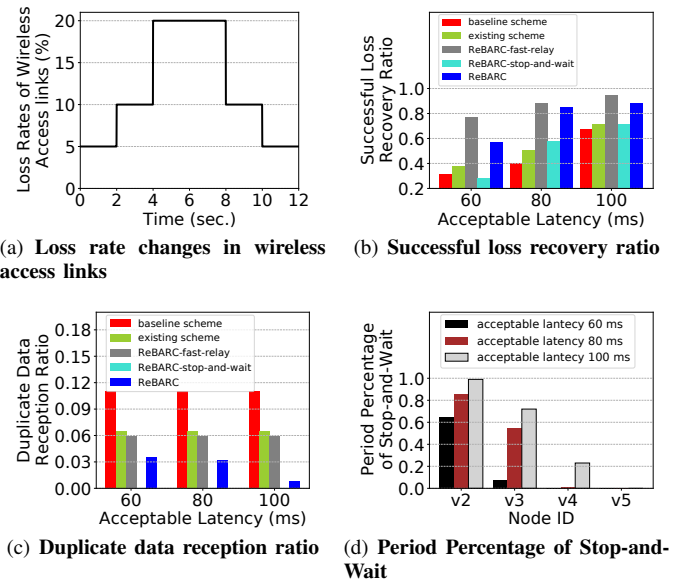 Loss Rates of Wireless
Access links (%)
20
15
10
5
0
0 2 4 6 8 10 12
Time (sec.)
(a) Loss rate changes in wireless
access links
baseline scheme
existing scheme
ReBARC-fast-relay
ReBARC-stop-and-wait
ReBARC
Successful Loss
Recovery Ratio
1.0
0.8
0.6
0.4
0.2
60 80 100
Acceptable Latency (ms)
(b) Successful loss recovery ratio
baseline scheme
existing scheme
ReBARC-fast-relay
ReBARC-stop-and-wait
ReBARC
Duplicate Data
Reception Ratio
0.18
0.15
0.12
0.09
0.06
0.03
0.00
60 80 100
Acceptable Latency (ms)
(c) Duplicate data reception ratio
acceptable lantecy 60 ms
acceptable latency 80 ms
acceptable lantecy 100 ms
Period Percentage
of Stop-and-Wait
1.0
0.8
0.6
0.4
0.2
0.0
v2 v3 v4 v5
Node ID
(d) Period Percentage of Stop-and-
Wait